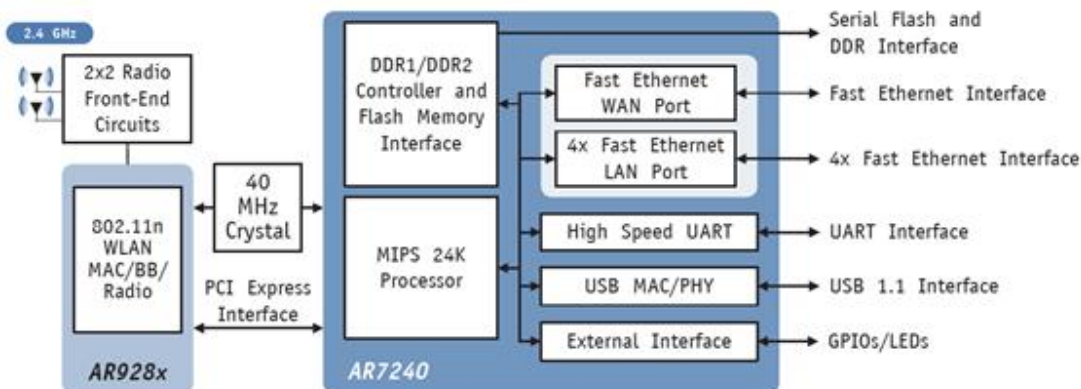 2.4 GHz
2x2 Radio
Front-End
Circuits
802.11n
WLAN
MAC/BB/
Radio
AR928x
40
MHz
Crystal
PCI Express
Interface
DDR1/DDR2
Controller and
Flash Memory
Interface
MIPS 24K
Processor
AR7240
Fast Ethernet
WAN Port
4x Fast Ethernet
LAN Port
High Speed UART
USB MAC/PHY
External Interface
Serial Flash and
DDR Interface
Fast Ethernet Interface
4x Fast Ethernet Interface
UART Interface
USB 1.1 Interface
GPIOs/LEDs